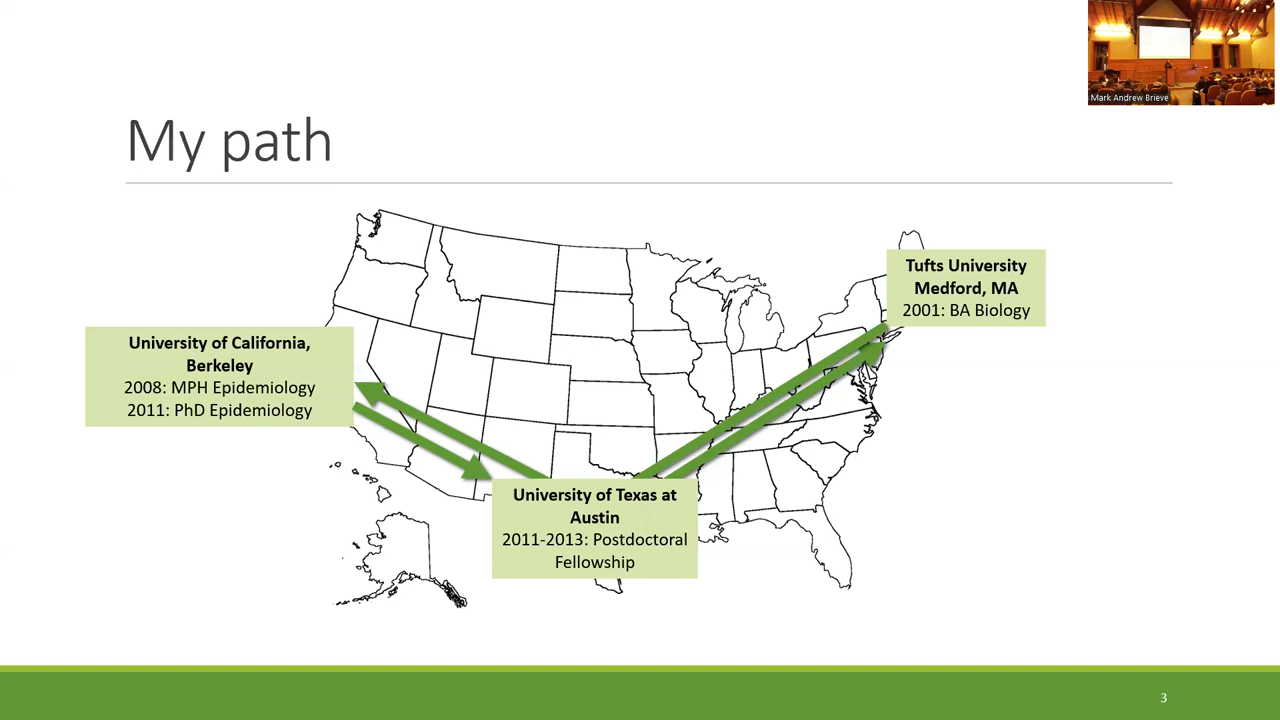 Mark Andrew Brieve
My path
Tufts University
Medford, MA
2001: BA Biology
University of California,
Berkeley
2008: MPH Epidemiology
2011: PhD Epidemiology
University of Texas at
Austin
2011-2013: Postdoctoral
Fellowship
3